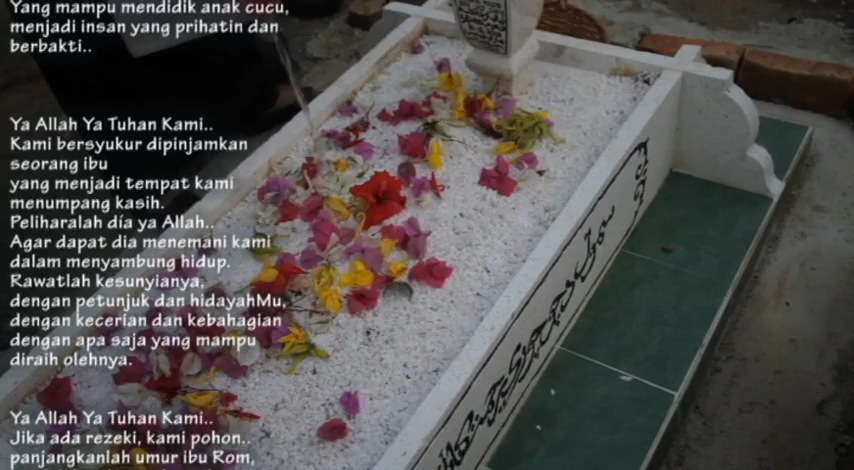 Yang mampu mendidik anak cucu,
menjadi insan yang prihatin dan
berbakti..
Ya Allah Ya Tuhan Kami..
Kami bersyukur dipinjamkan
seorang ibu
yang menjadi tempat kami
menumpang kasih.
Peliharalah día ya Allah..
Agar dapat dia menemani kami
dalam menyambung hidup.
Rawatlah kesunyianya,
dengan petunjuk dan hidayahMu,
dengan kecerian dan kebahagian
dengan apa saja yang mampu
diraih olehnya.
Ya Allah Ya Tuhan Kami..
Jika ada rezeki, kami pohon..
panjangkanlah umur ibu Rom,